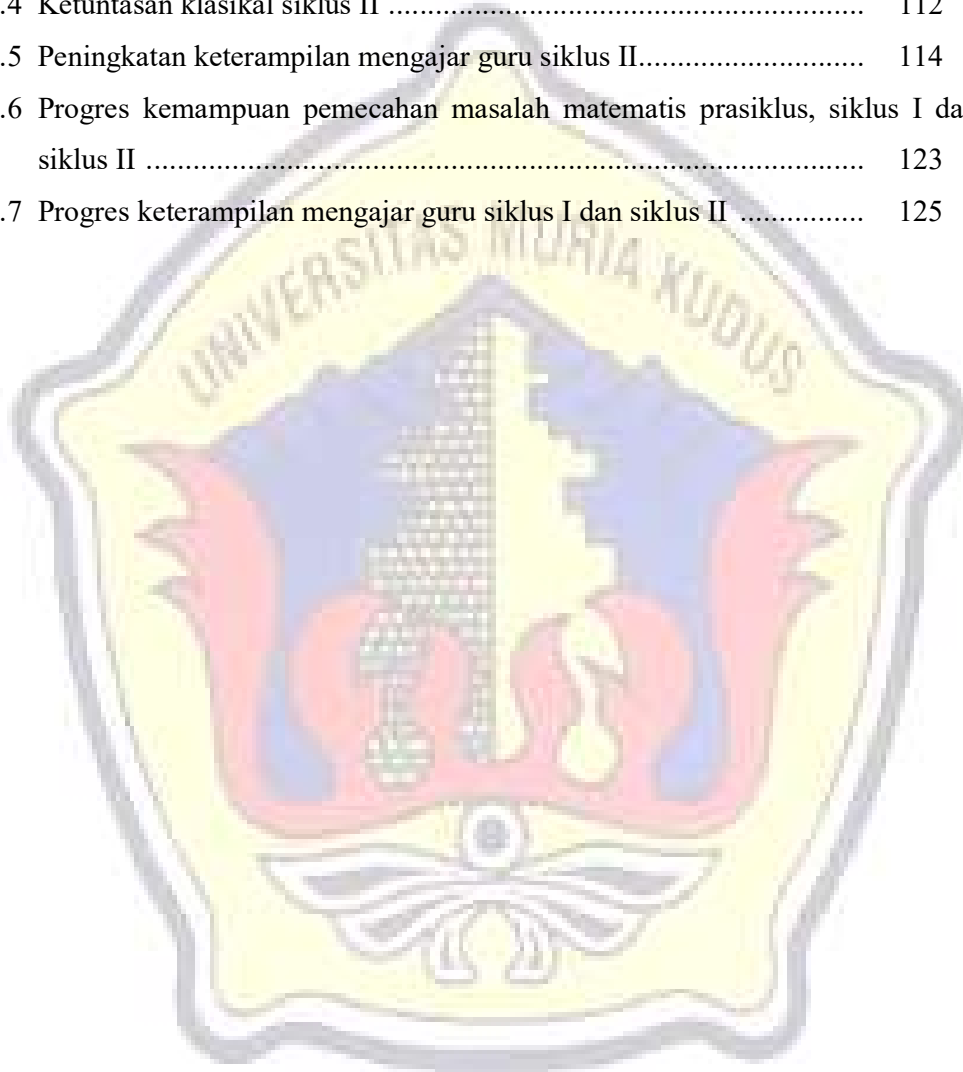 .4 Ketuntasan klasikal siklus II ............................................................. 112
.5 Peningkatan keterampilan mengajar guru siklus II............................. 114
.6 Progres kemampuan pemecahan masalah matematis prasiklus, siklus I da
siklus II ............................................................................................ 123
.7 Progres keterampilan mengajar guru siklus I dan siklus II ............... 125
UNIVERSITAS MURIA KUDUS